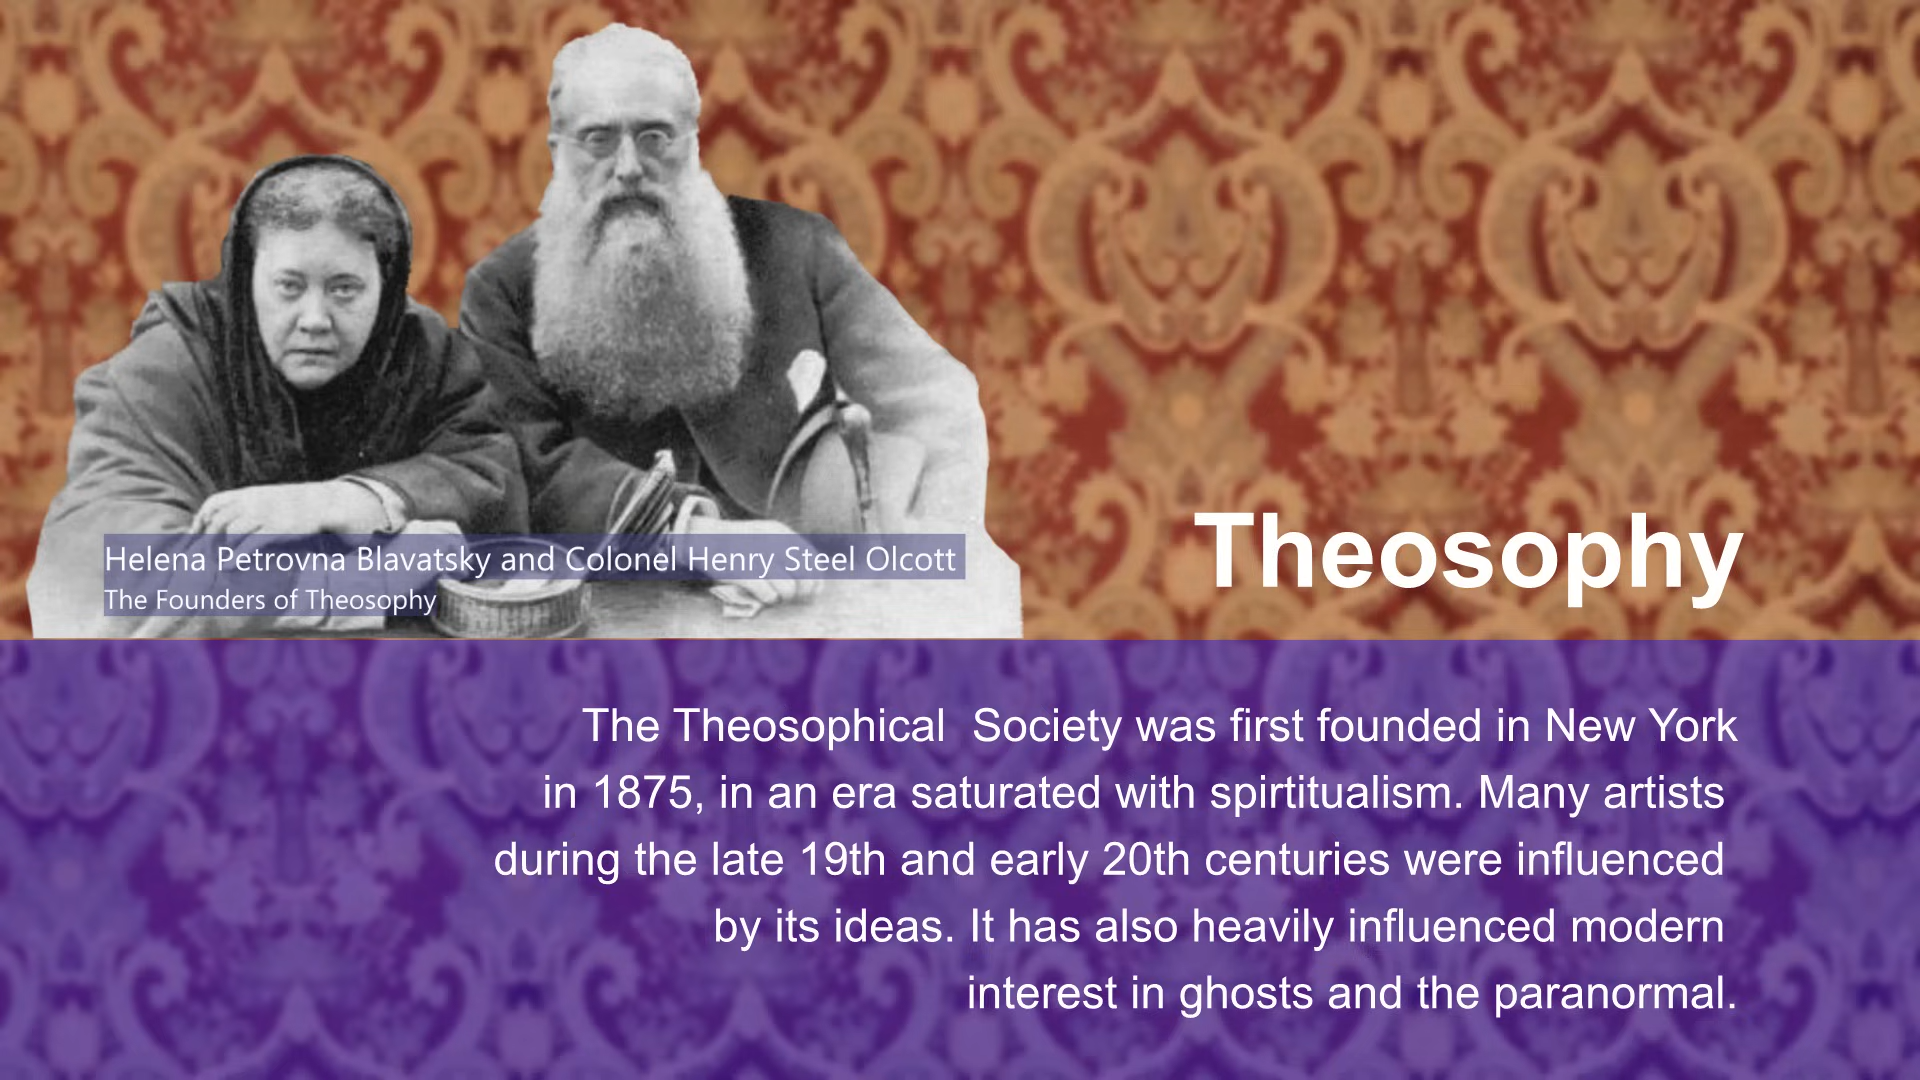 Helena Petrovna Blavatsky and Colonel Henry Steel Olcott
The Founders of Theosophy
Theosophy
The Theosophical  Society was first founded in New York
in 1875, in an era saturated with spirtitualism. Many artists
during the late 19th and early 20th centuries were influenced
by its ideas. It has also heavily influenced modern
interest in ghosts and the paranormal.